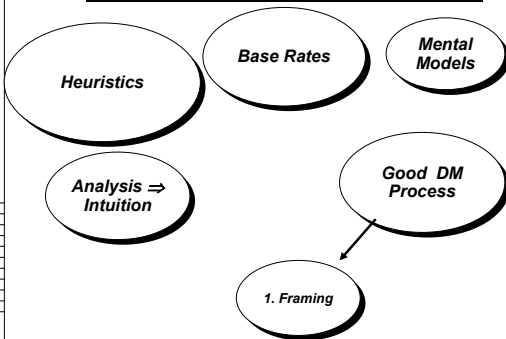 Heuristics
Base Rates
Mental
Models
Analysis ⇒
Intuition
Good DM
Process
1. Framing